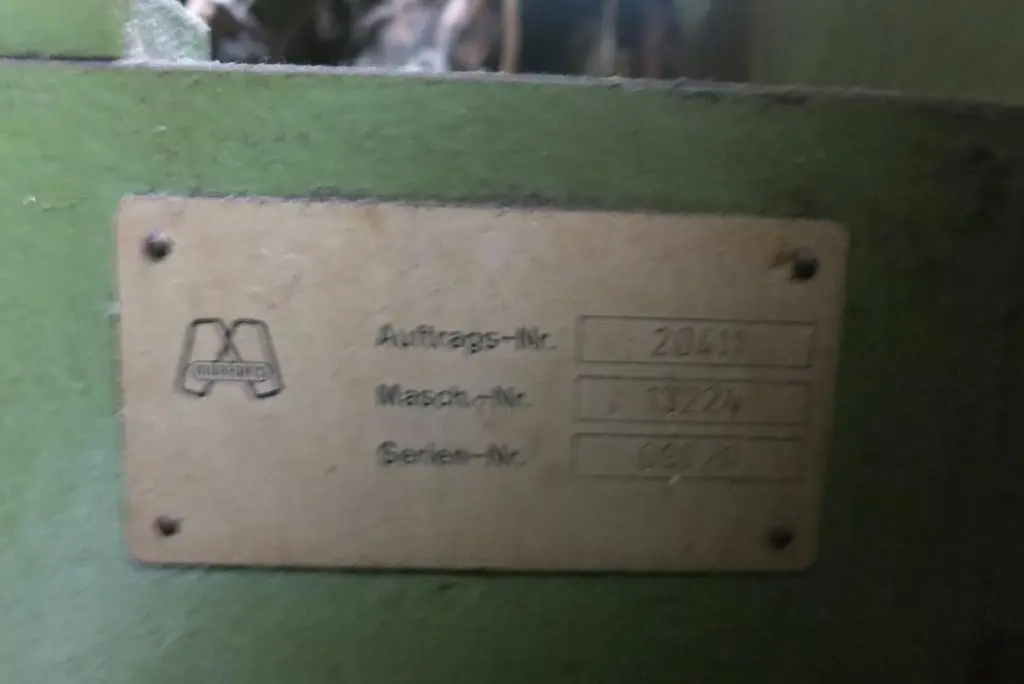 Auftrags-Nr. 20411
Masch.-Nr. 13224
Serien-Nr.